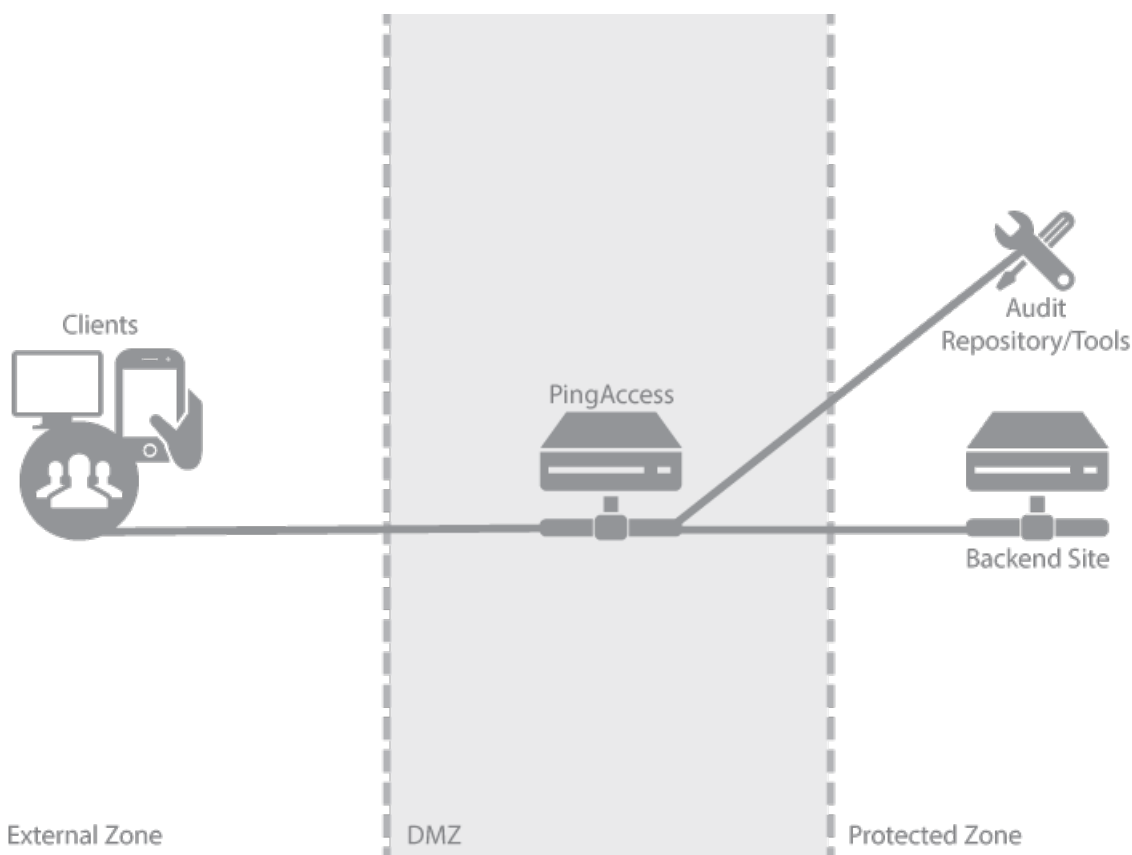 Clients
PingAccess
Audit
Repository/Tools
Backend Site
External Zone
DMZ
Protected Zone